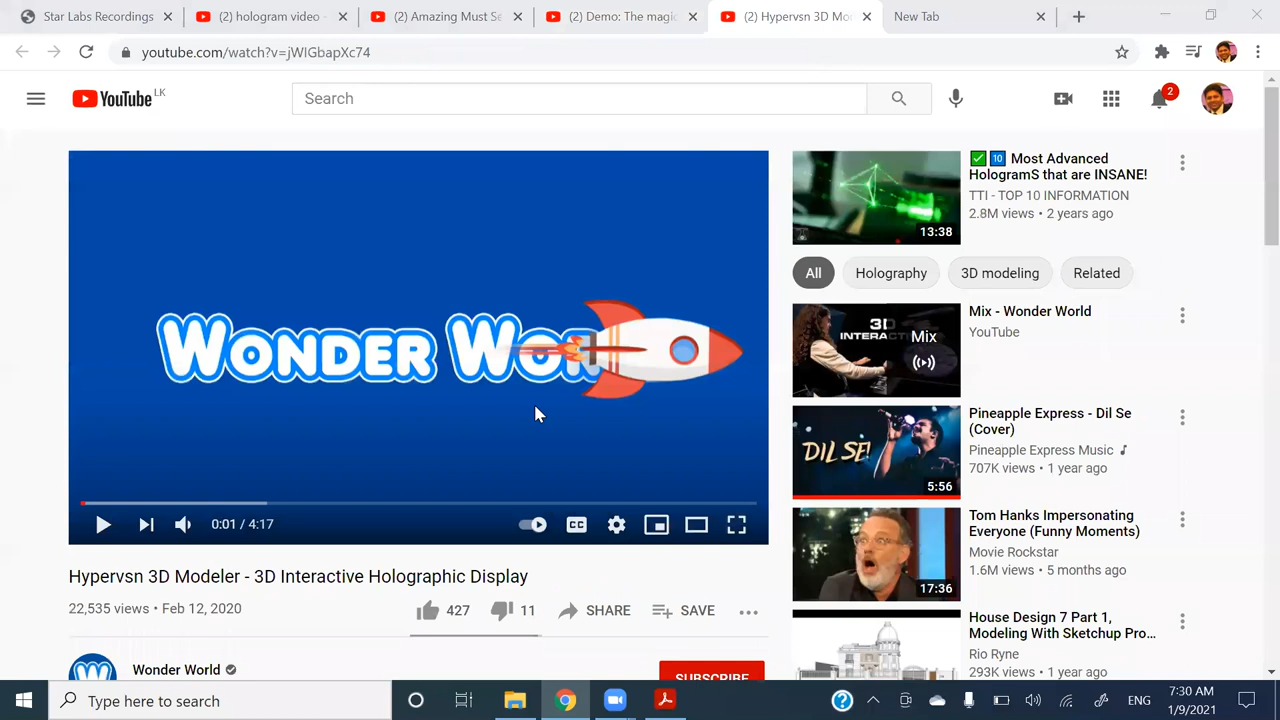 Star Labs Recordings
(2) hologram video -
(2) Amazing Must Se
(2) Demo: The magic
(2) Hypervsn 3D Mo
New Tab
youtube.com/watch?v=jWIGbapXc74
YouTube LK
Search
2
WONDER WOR
0:01 / 4:17
CC
Hypervsn 3D Modeler - 3D Interactive Holographic Display
22,535 views • Feb 12, 2020
427
11
SHARE
SAVE
Wonder World
SUBSCRIBE
13:38
✅ 🔟 Most Advanced
HologramS that are INSANE!
TTI - TOP 10 INFORMATION
2.8M views • 2 years ago
All
Holography
3D modeling
Related
3D
INTERAC
Mix
Mix - Wonder World
YouTube
DIL SE!
5:56
Pineapple Express - Dil Se
(Cover)
Pineapple Express Music
707K views • 1 year ago
17:36
Tom Hanks Impersonating
Everyone (Funny Moments)
Movie Rockstar
1.6M views • 5 months ago
House Design 7 Part 1,
Modeling With Sketchup Pro...
Rio Ryne
293K views • 1 year ago
Type here to search
ENG
7:30 AM
1/9/2021